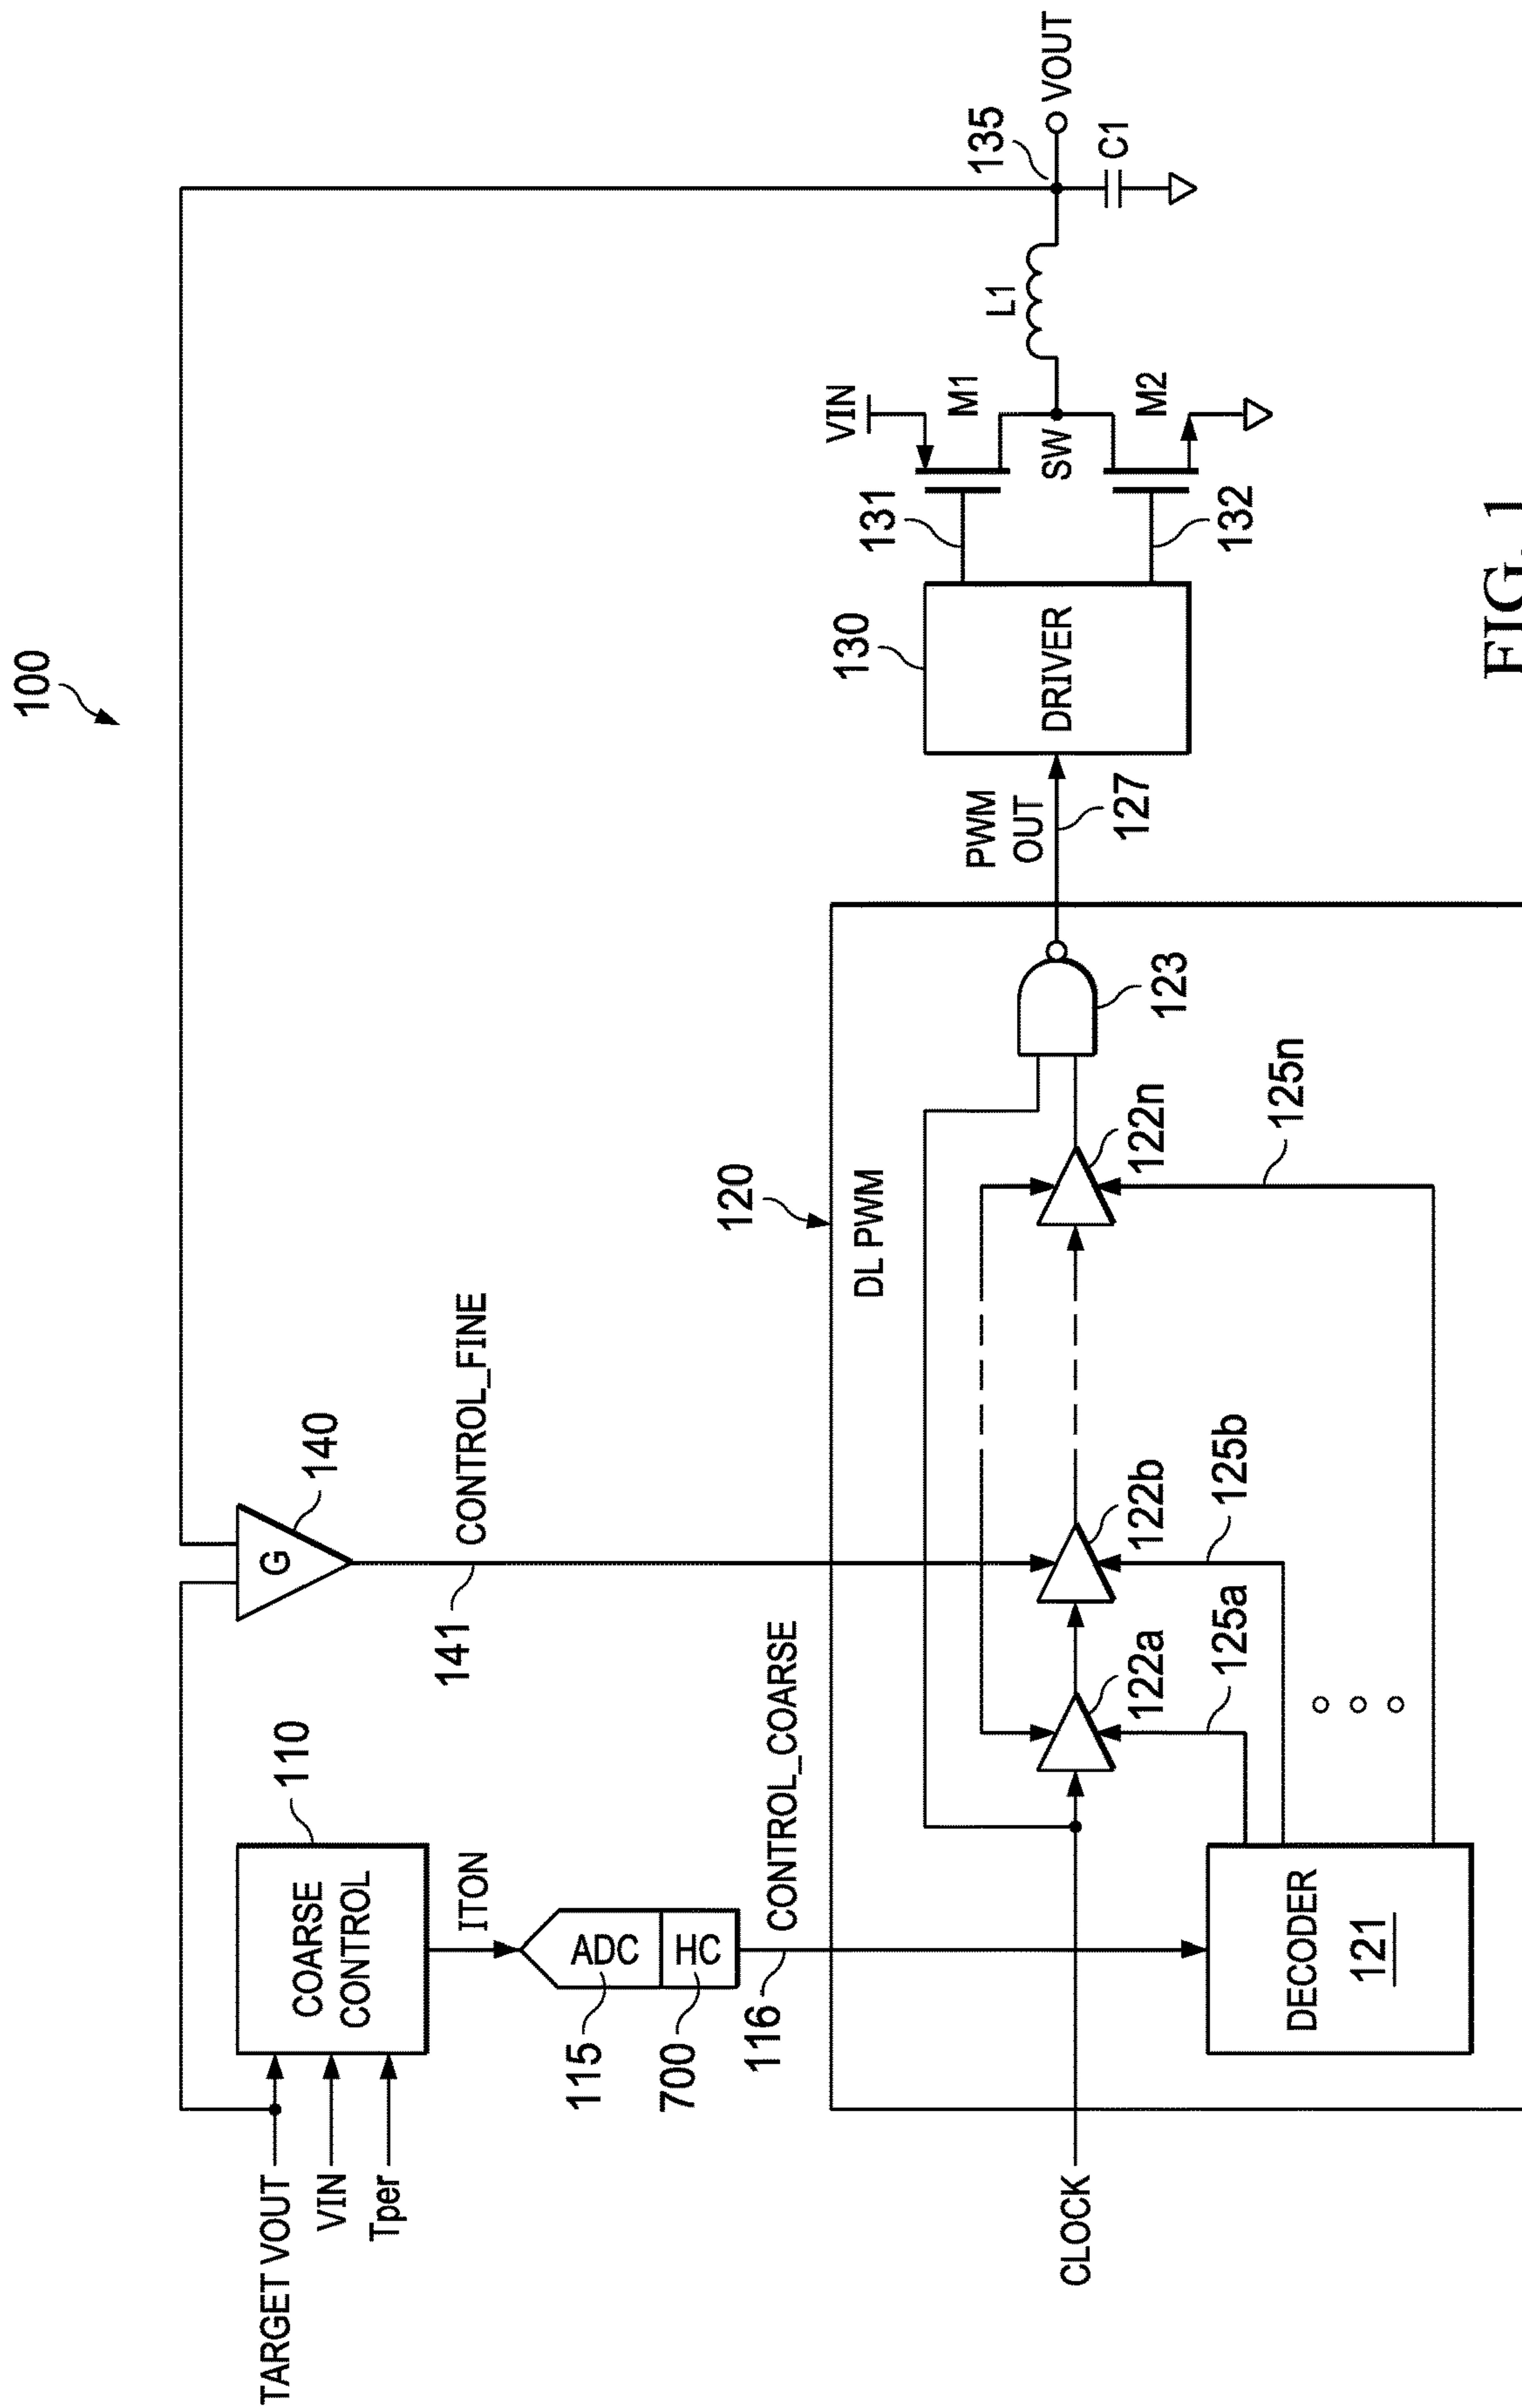 100
TARGET VOUT
VIN
Tper
COARSE
CONTROL
110
ITON
ADC
HC
115
700
116
CONTROL_COARSE
G
140
141
CONTROL_FINE
120
DL PWM
CLOCK
DECODER
121
122a
122b
122n
125a
125b
125n
123
PWM
OUT
127
130
DRIVER
131
132
VIN
M1
SW
M2
L1
135
VOUT
C1
FIG. 1